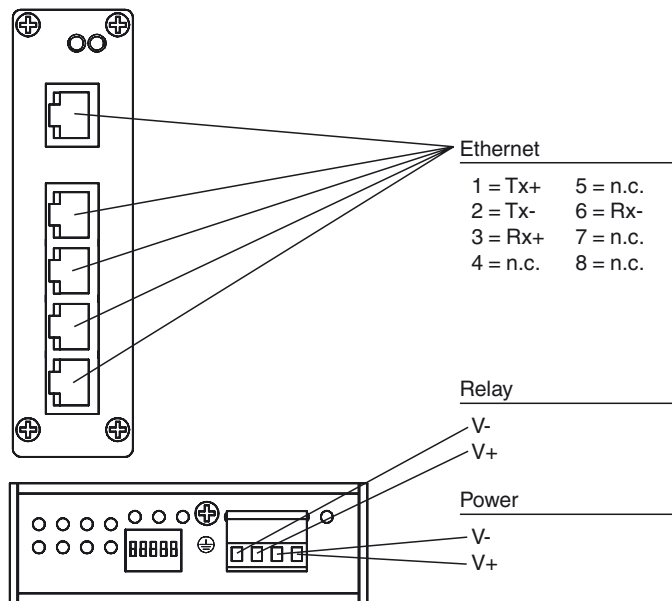 Ethernet
1 = Tx+ 5 = n.c.
2 = Tx- 6 = Rx-
3 = Rx+ 7 = n.c.
4 = n.c. 8 = n.c.
Relay
V-
V+
Power
V-
V+